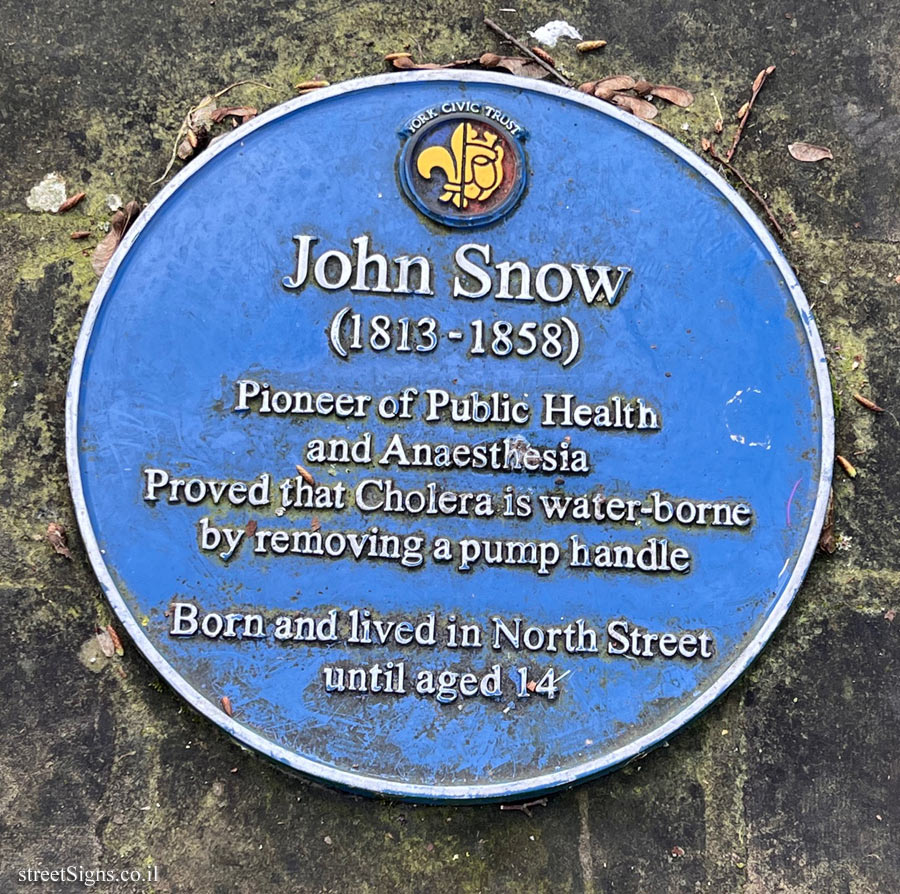 YORK CIVIC TRUST
John Snow
(1813 - 1858)
Pioneer of Public Health
and Anaesthesia
Proved that Cholera is water-borne
by removing a pump handle
Born and lived in North Street
until aged 14
streetSighs.co.il